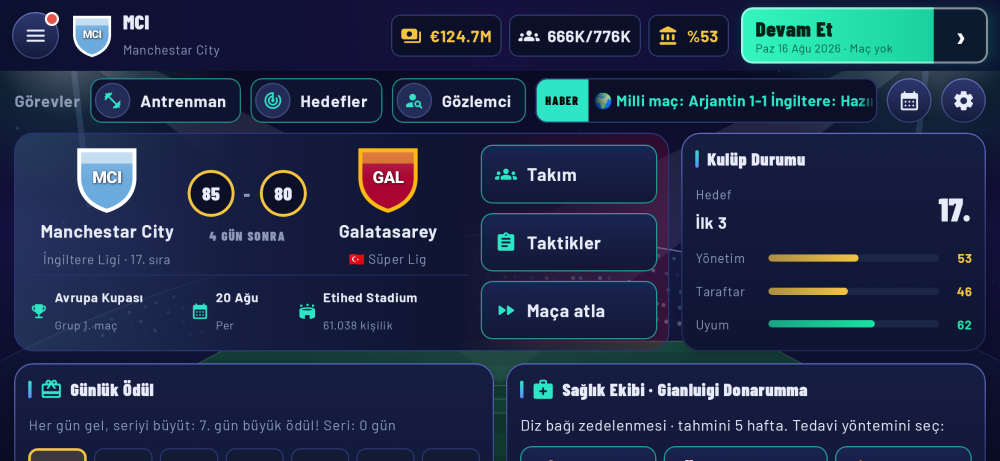 MCI
MCI
Manchestar City
€124.7M
666K/776K
%53
Devam Et
Paz 16 Ağu 2026 · Maç yok
›
Görevler
Antrenman
Hedefler
Gözlemci
HABER
Milli maç: Arjantin 1-1 İngiltere:
MCI
85 - 80
GAL
Manchestar City
4 GÜN SONRA
Galatasarey
İngiltere Ligi · 17. sıra
Süper Lig
Avrupa Kupası
Grup 1. maç
20 Ağu
Per
Etihed Stadium
61.038 kişilik
Takım
Taktikler
Maça atla
Kulüp Durumu
Hedef
İlk 3
17.
Yönetim 53
Taraftar 46
Uyum 62
Günlük Ödül
Her gün gel, seriyi büyüt: 7. gün büyük ödül! Seri: 0 gün
Sağlık Ekibi · Gianluigi Donarumma
Diz bağı zedelenmesi · tahmini 5 hafta. Tedavi yöntemini seç: